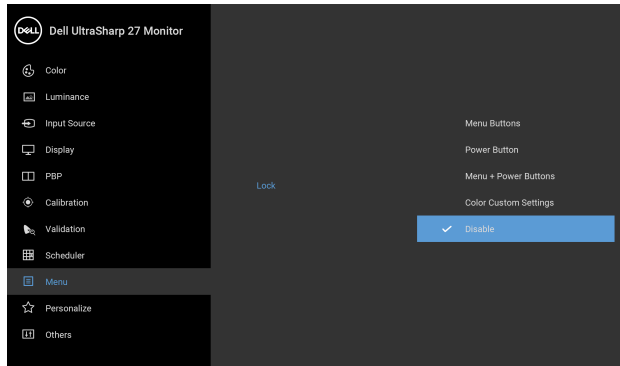 DELL Dell UltraSharp 27 Monitor
Color
Luminance
Input Source
Display
PBP
Calibration
Validation
Scheduler
Menu
Personalize
Others
Lock
Menu Buttons
Power Button
Menu + Power Buttons
Color Custom Settings
Disable